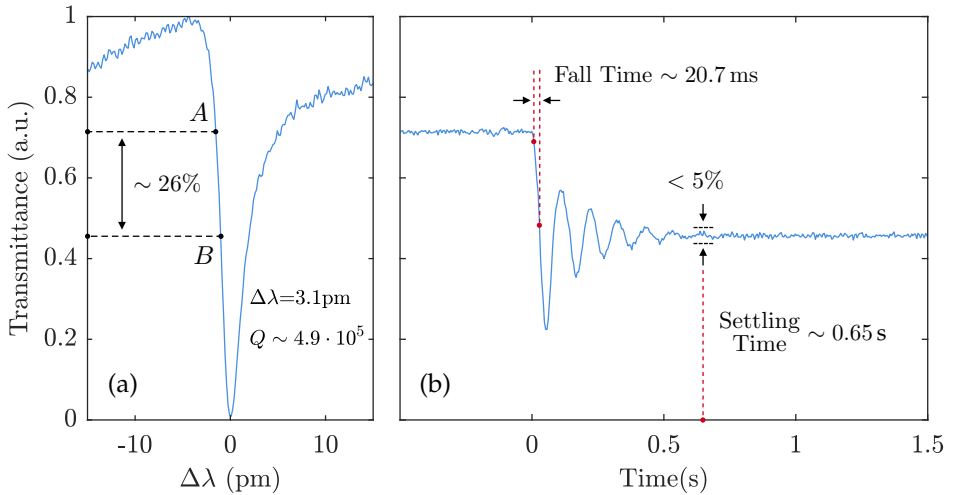 Transmittance (a.u.)
1
0.8
0.6
0.4
0.2
0
A
∼ 26%
B
Δλ=3.1pm
Q ∼ 4.9 · 10⁵
(a)
-10
0
10
Δλ (pm)
Fall Time ∼ 20.7 ms
< 5%
Settling
Time
∼ 0.65 s
(b)
0
0.5
1
1.5
Time(s)